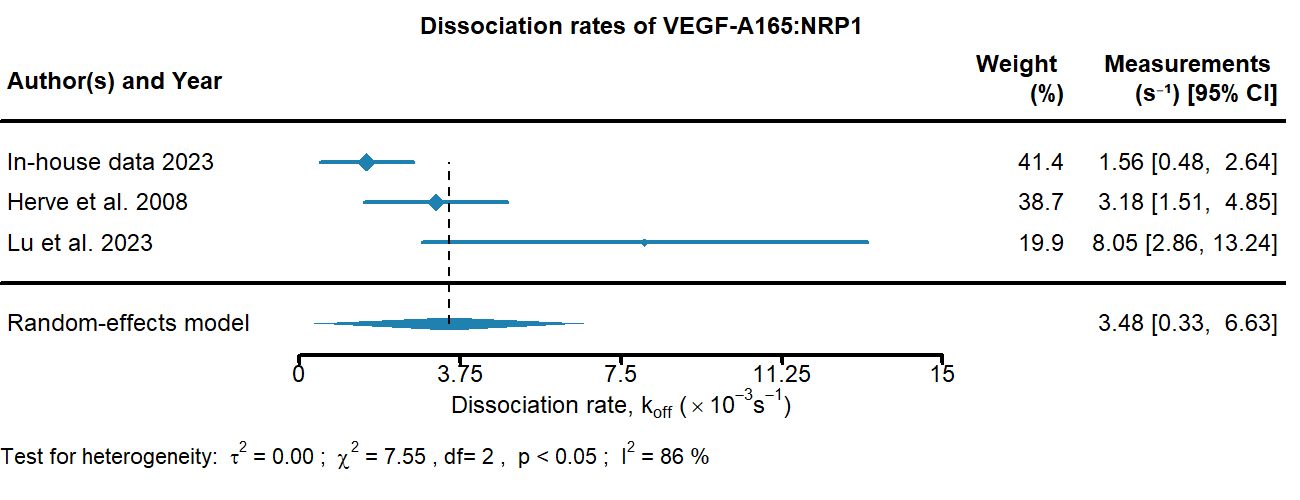 Dissociation rates of VEGF-A165:NRP1
Author(s) and Year Weight (%) Measurements (s⁻¹) [95% CI]
In-house data 2023 41.4 1.56 [0.48, 2.64]
Herve et al. 2008 38.7 3.18 [1.51, 4.85]
Lu et al. 2023 19.9 8.05 [2.86, 13.24]
Random-effects model 3.48 [0.33, 6.63]
0 3.75 7.5 11.25 15
Dissociation rate, k_off (× 10⁻³s⁻¹)
Test for heterogeneity: τ² = 0.00 ; χ² = 7.55 , df= 2 , p < 0.05 ; I² = 86 %